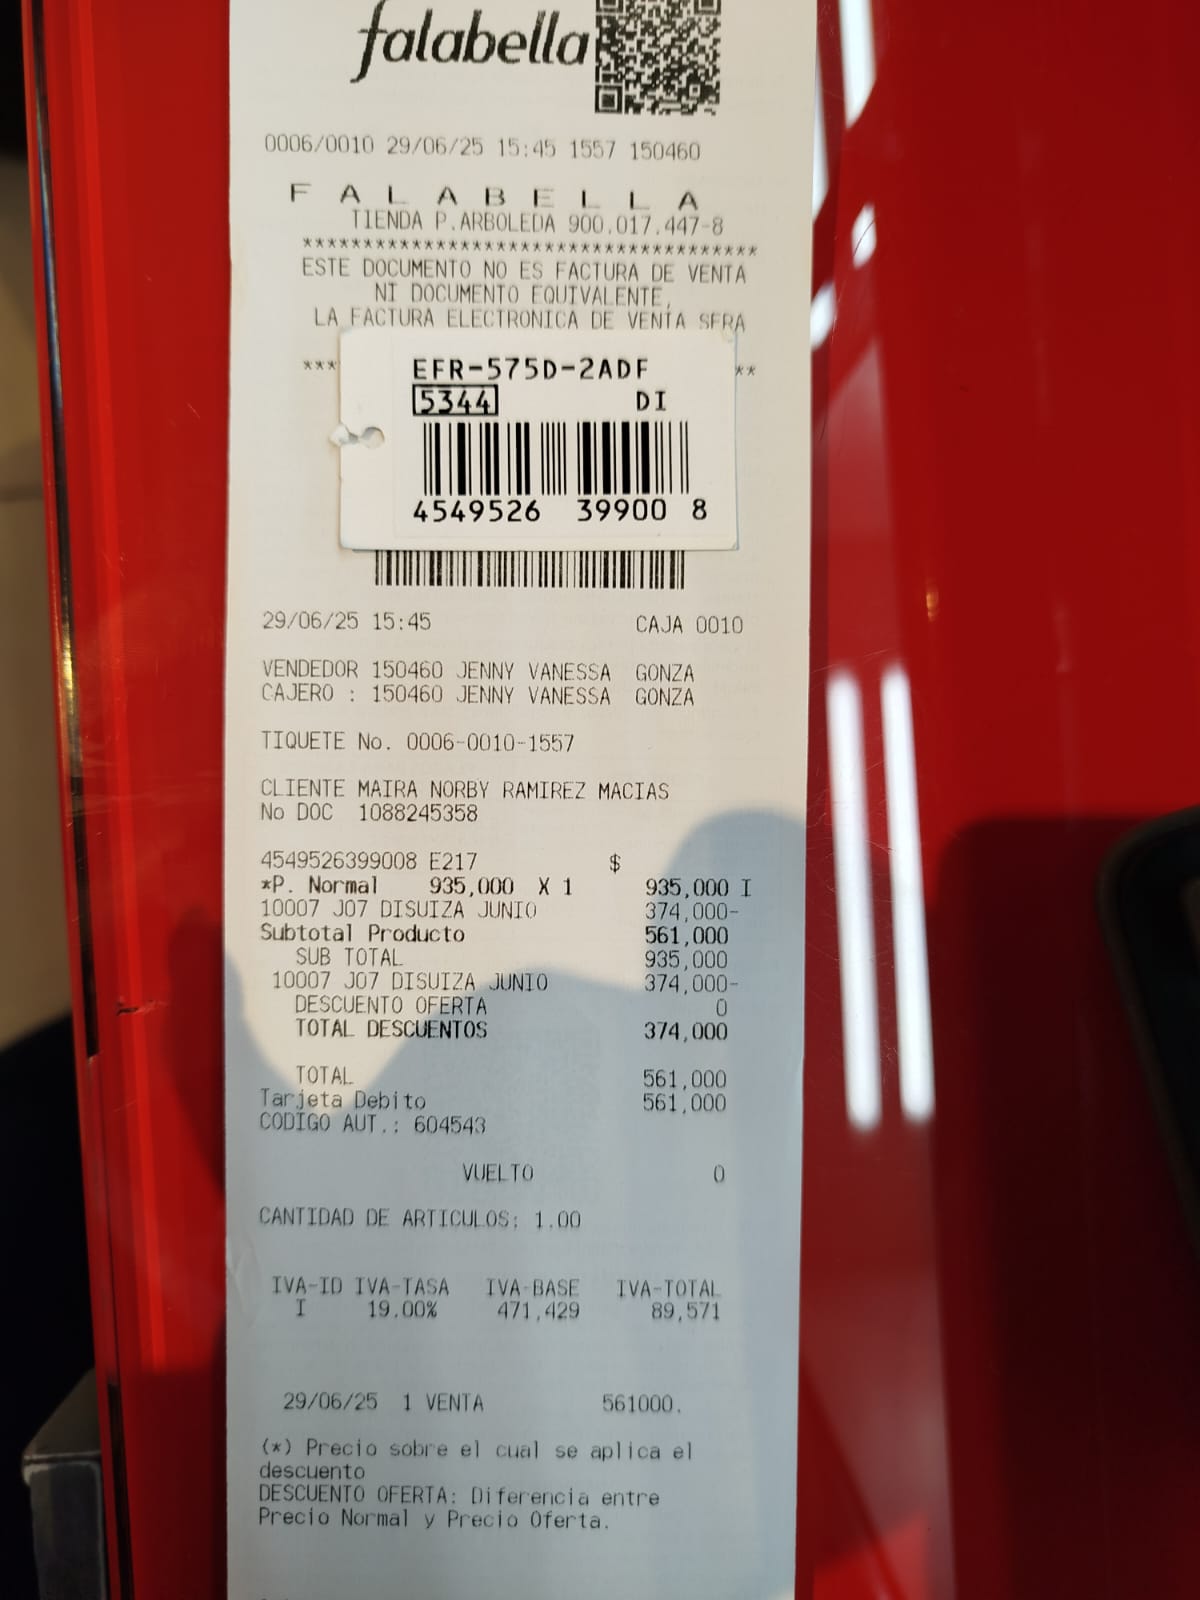 falabella
0006/0010 29/06/25 15:45 1557 150460
F A L A B E L L A
TIENDA P.ARBOLEDA 900.017.447-8
**************************************
ESTE DOCUMENTO NO ES FACTURA DE VENTA
NI DOCUMENTO EQUIVALENTE,
LA FACTURA ELECTRONICA DE VENTA SERA
*** **
EFR-575D-2ADF
5344 DI
4549526 39900 8
29/06/25 15:45 CAJA 0010
VENDEDOR 150460 JENNY VANESSA GONZA
CAJERO : 150460 JENNY VANESSA GONZA
TIQUETE No. 0006-0010-1557
CLIENTE MAIRA NORBY RAMIREZ MACIAS
No DOC 1088245358
4549526399008 E217 $
*P. Normal 935,000 X 1 935,000 I
10007 J07 DISUIZA JUNIO 374,000-
Subtotal Producto 561,000
SUB TOTAL 935,000
10007 J07 DISUIZA JUNIO 374,000-
DESCUENTO OFERTA 0
TOTAL DESCUENTOS 374,000
TOTAL 561,000
Tarjeta Debito 561,000
CODIGO AUT.: 604543
VUELTO 0
CANTIDAD DE ARTICULOS: 1.00
IVA-ID IVA-TASA IVA-BASE IVA-TOTAL
I 19.00% 471,429 89,571
29/06/25 1 VENTA 561000.
(*) Precio sobre el cual se aplica el
descuento
DESCUENTO OFERTA: Diferencia entre
Precio Normal y Precio Oferta.